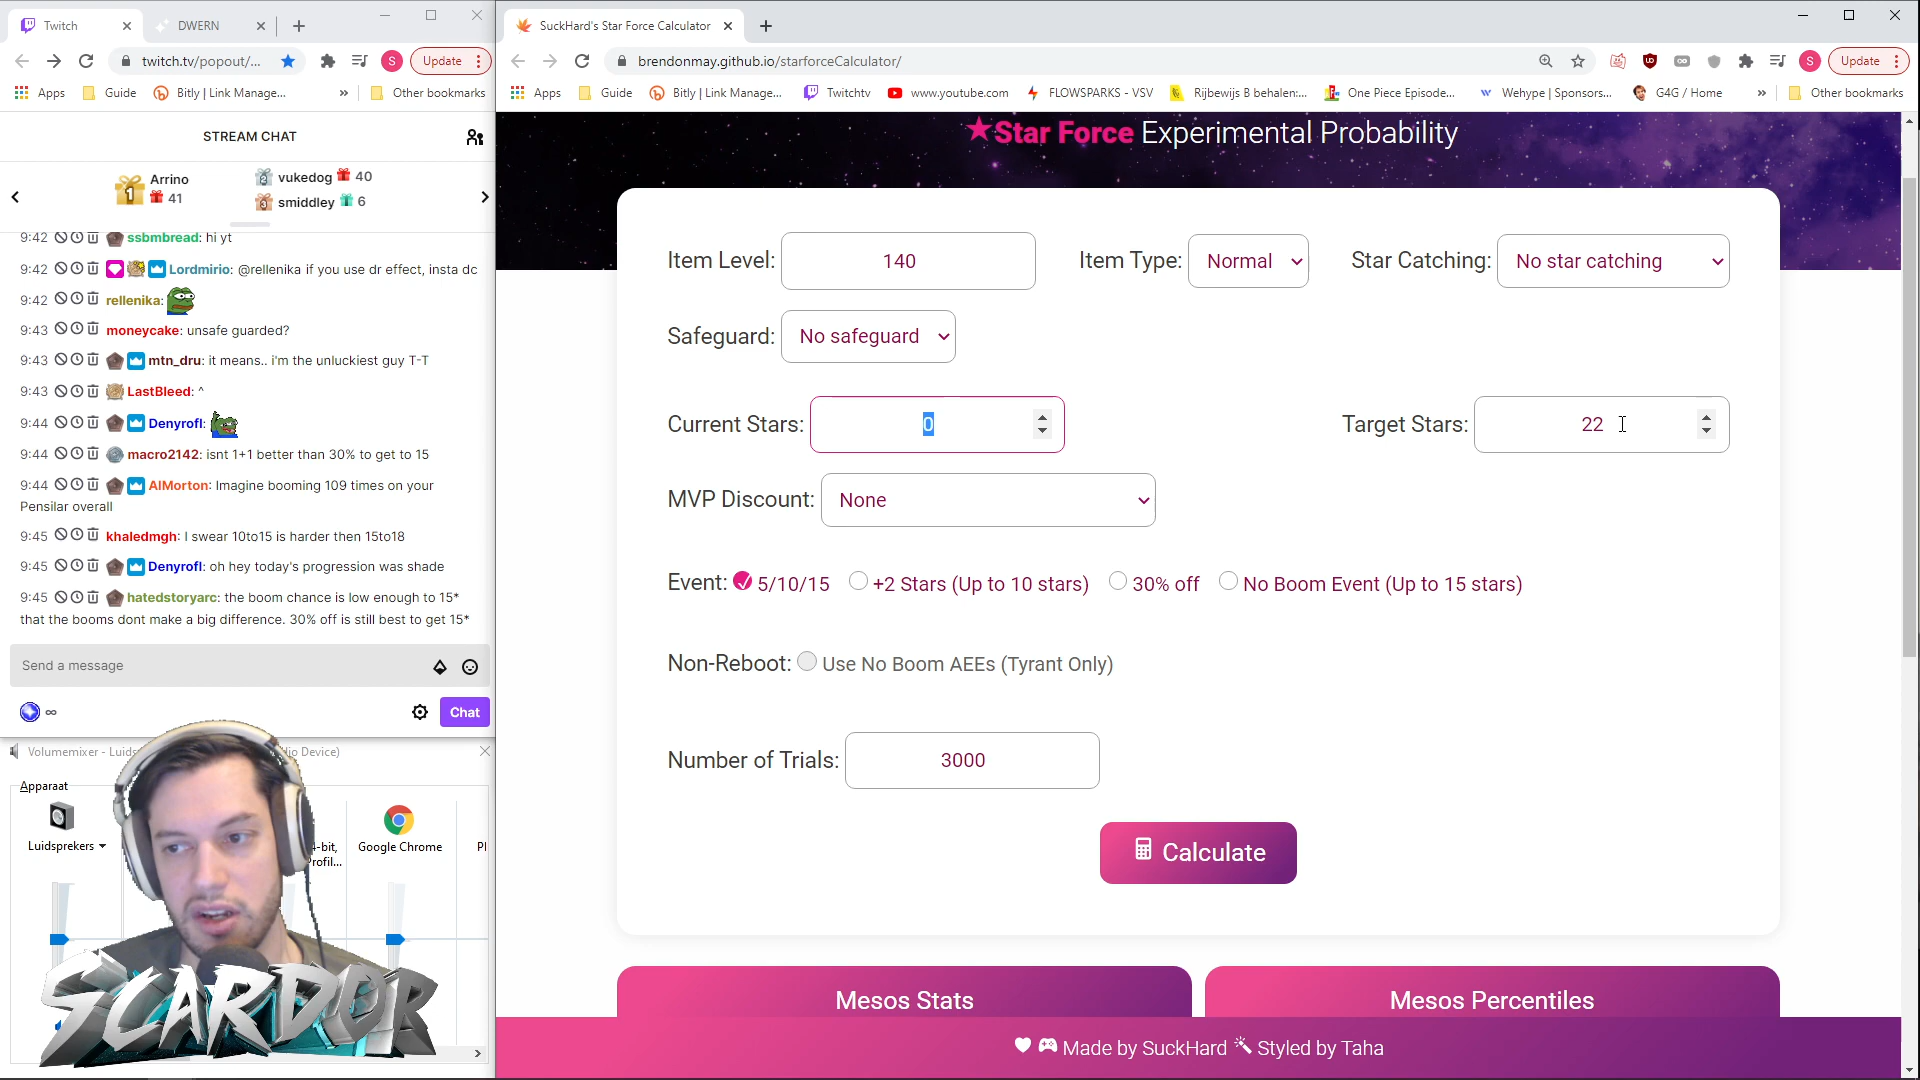 Twitch
DWERN
twitch.tv/popout/...
S
Update
Apps
Guide
Bitly | Link Manage...
»
Other bookmarks
STREAM CHAT
1 Arrino
41
2 vukedog 40
3 smiddley 6
9:42 ssbmbread: hi yt
9:42 Lordmirio: @rellenika if you use dr effect, insta dc
9:42 rellenika:
9:43 moneycake: unsafe guarded?
9:43 mtn_dru: it means.. i'm the unluckiest guy T-T
9:43 LastBleed: ^
9:44 Denyrofl:
9:44 macro2142: isnt 1+1 better than 30% to get to 15
9:44 AlMorton: Imagine booming 109 times on your
Pensilar overall
9:45 khaledmgh: I swear 10to15 is harder then 15to18
9:45 Denyrofl: oh hey today's progression was shade
9:45 hatedstoryarc: the boom chance is low enough to 15*
that the booms dont make a big difference. 30% off is still best to get 15*
Send a message
∞
Chat
Volumemixer - Luids
io Device)
Apparaat
Luidsprekers
4-bit,
rofil...
Google Chrome
Pl
SCARDOR
SuckHard's Star Force Calculator
brendonmay.github.io/starforceCalculator/
S
Update
Apps
Guide
Bitly | Link Manage...
Twitchtv
www.youtube.com
FLOWSPARKS - VSV
Rijbewijs B behalen:...
One Piece Episode...
Wehype | Sponsors...
G4G / Home
»
Other bookmarks
★Star Force Experimental Probability
Item Level: 140
Item Type: Normal
Star Catching: No star catching
Safeguard: No safeguard
Current Stars: 0
Target Stars: 22
MVP Discount: None
Event: 5/10/15 +2 Stars (Up to 10 stars) 30% off No Boom Event (Up to 15 stars)
Non-Reboot: Use No Boom AEEs (Tyrant Only)
Number of Trials: 3000
Calculate
Mesos Stats
Mesos Percentiles
Made by SuckHard Styled by Taha